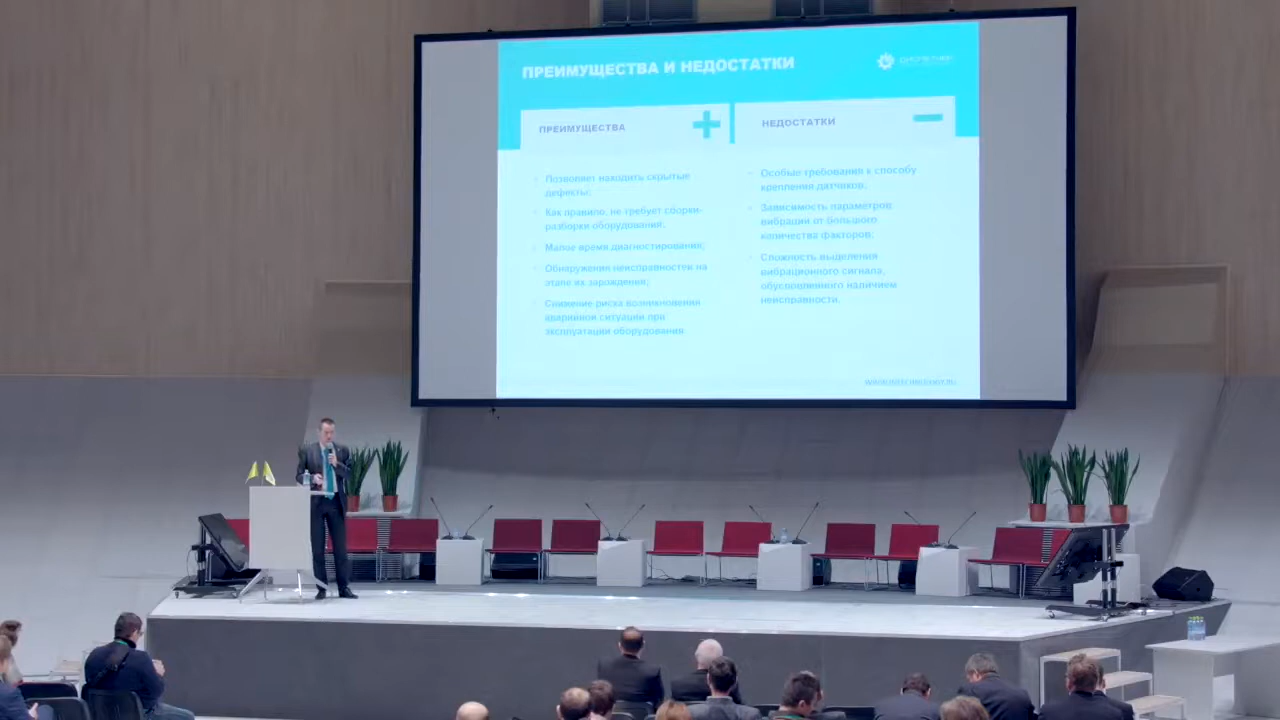 ПРЕИМУЩЕСТВА И НЕДОСТАТКИ
ПРЕИМУЩЕСТВА
Позволяет находить скрытые
дефекты;
Как правило, не требует сборки-
разборки оборудования;
Малое время диагностирования;
Обнаружения неисправностей на
этапе их зарождения;
Снижение риска возникновения
аварийной ситуации при
эксплуатации оборудования
НЕДОСТАТКИ
Особые требования к способу
крепления датчиков.
Зависимость параметров
вибрации от большого
количества факторов;
Сложность выделения
вибрационного сигнала,
обусловленного наличием
неисправности.